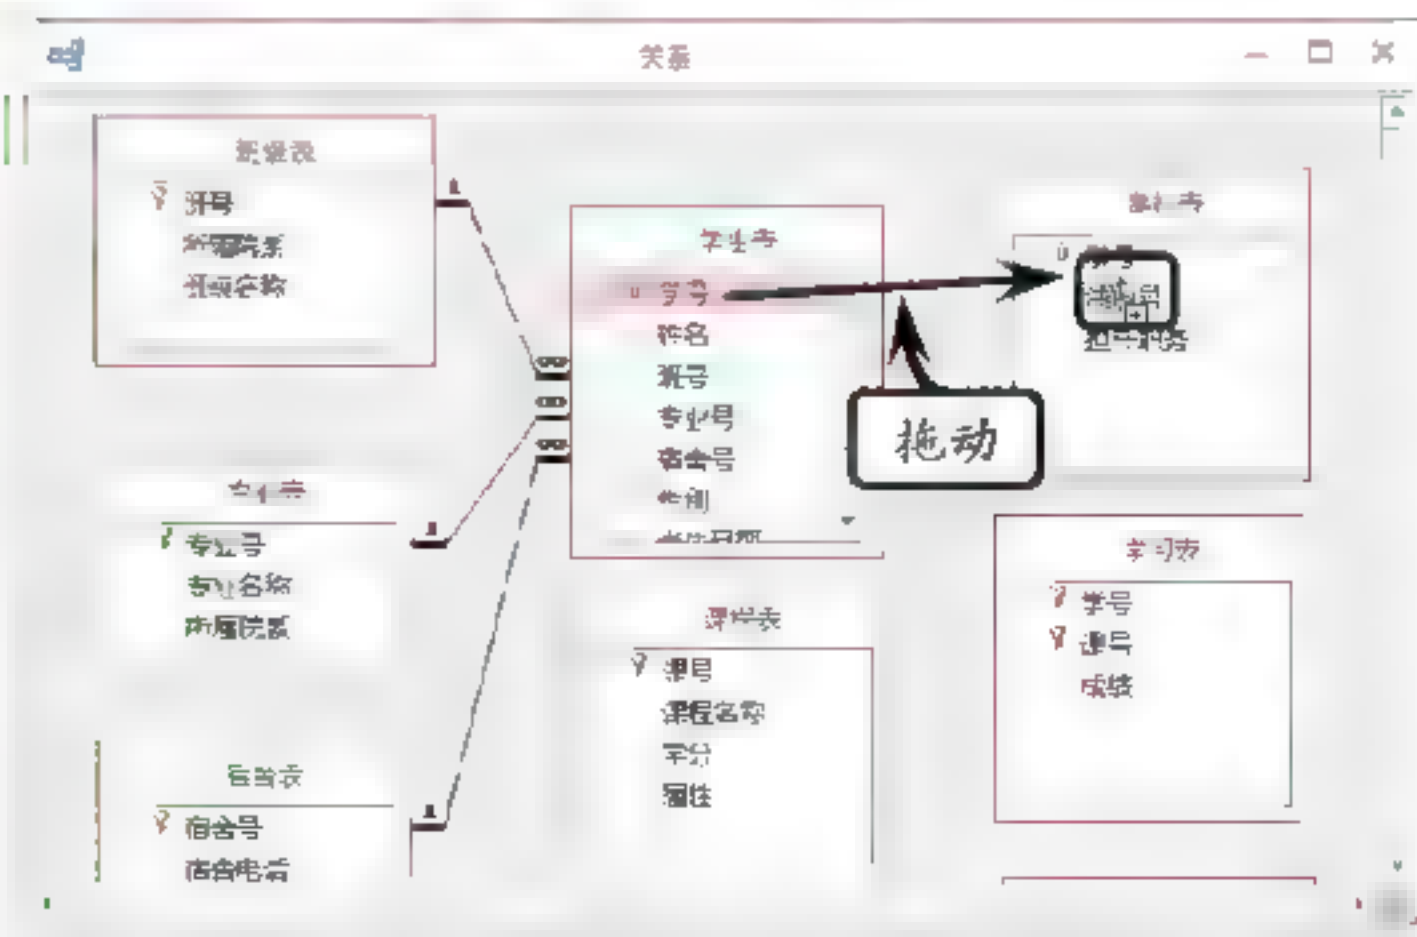 关系
班级表
班号
所属院系
班级名称
学生表
学号
姓名
班号
专业号
宿舍号
性别
学号
担任职务
拖动
专业表
专业号
专业名称
所属院系
课程表
课号
课程名称
学分
属性
学习表
学号
课号
成绩
宿舍表
宿舍号
宿舍电话